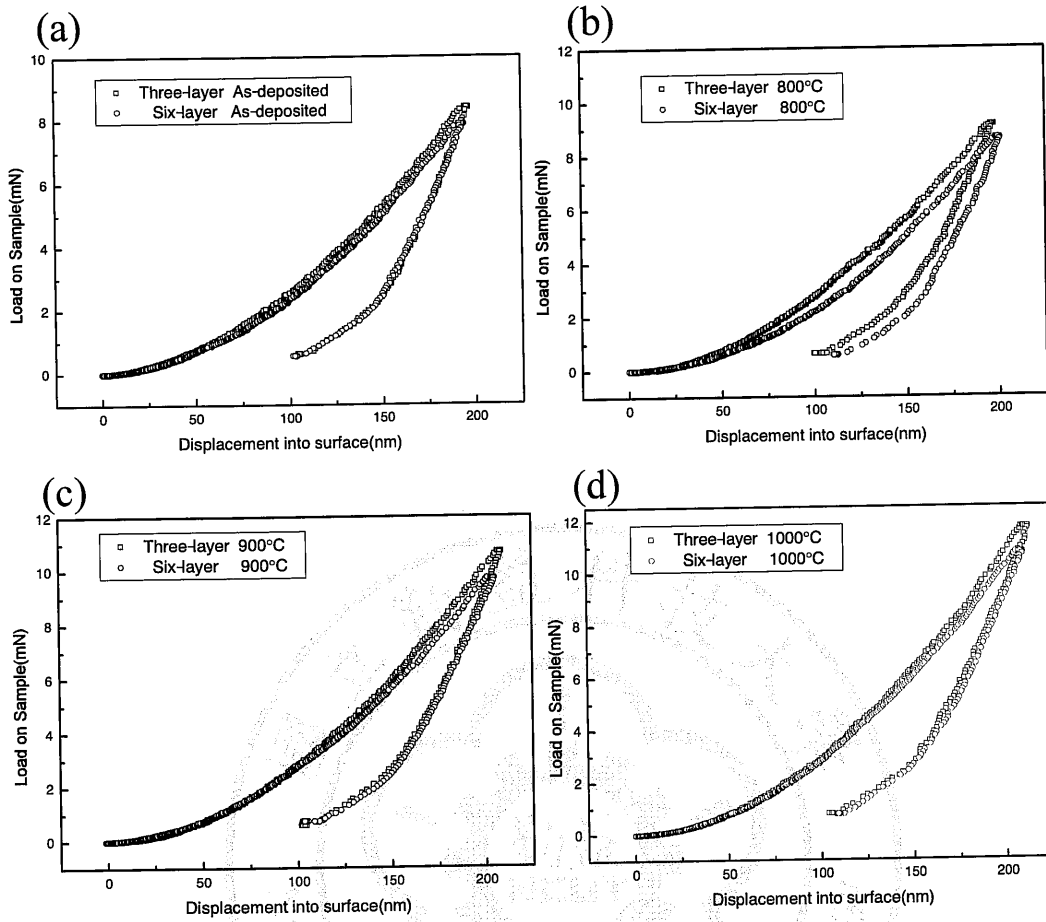 (a)
10
8
6
4
2
0
Load on Sample(mN)
Three-layer As-deposited
Six-layer As-deposited
0 50 100 150 200
Displacement into surface(nm)
(b)
12
10
8
6
4
2
0
Load on Sample(mN)
Three-layer 800°C
Six-layer 800°C
0 50 100 150 200
Displacement into surface(nm)
(c)
12
10
8
6
4
2
0
Load on Sample(mN)
Three-layer 900°C
Six-layer 900°C
0 50 100 150 200
Displacement into surface(nm)
(d)
12
10
8
6
4
2
0
Load on Sample(mN)
Three-layer 1000°C
Six-layer 1000°C
0 50 100 150 200
Displacement into surface(nm)